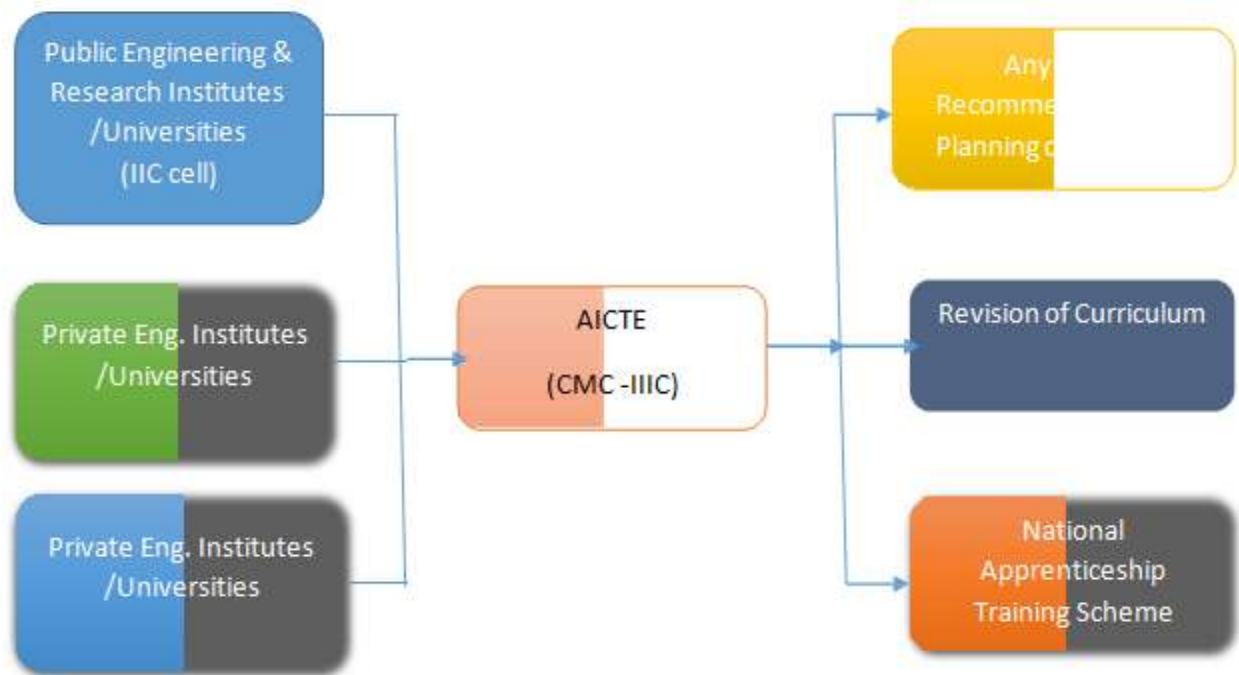 Public Engineering &
Research Institutes
/Universities
(IIC cell)
Private Eng. Institutes
/Universities
Private Eng. Institutes
/Universities
AICTE
(CMC -IIIC)
Any
Planning
Revision of Curriculum
National
Apprenticeship
Training Scheme